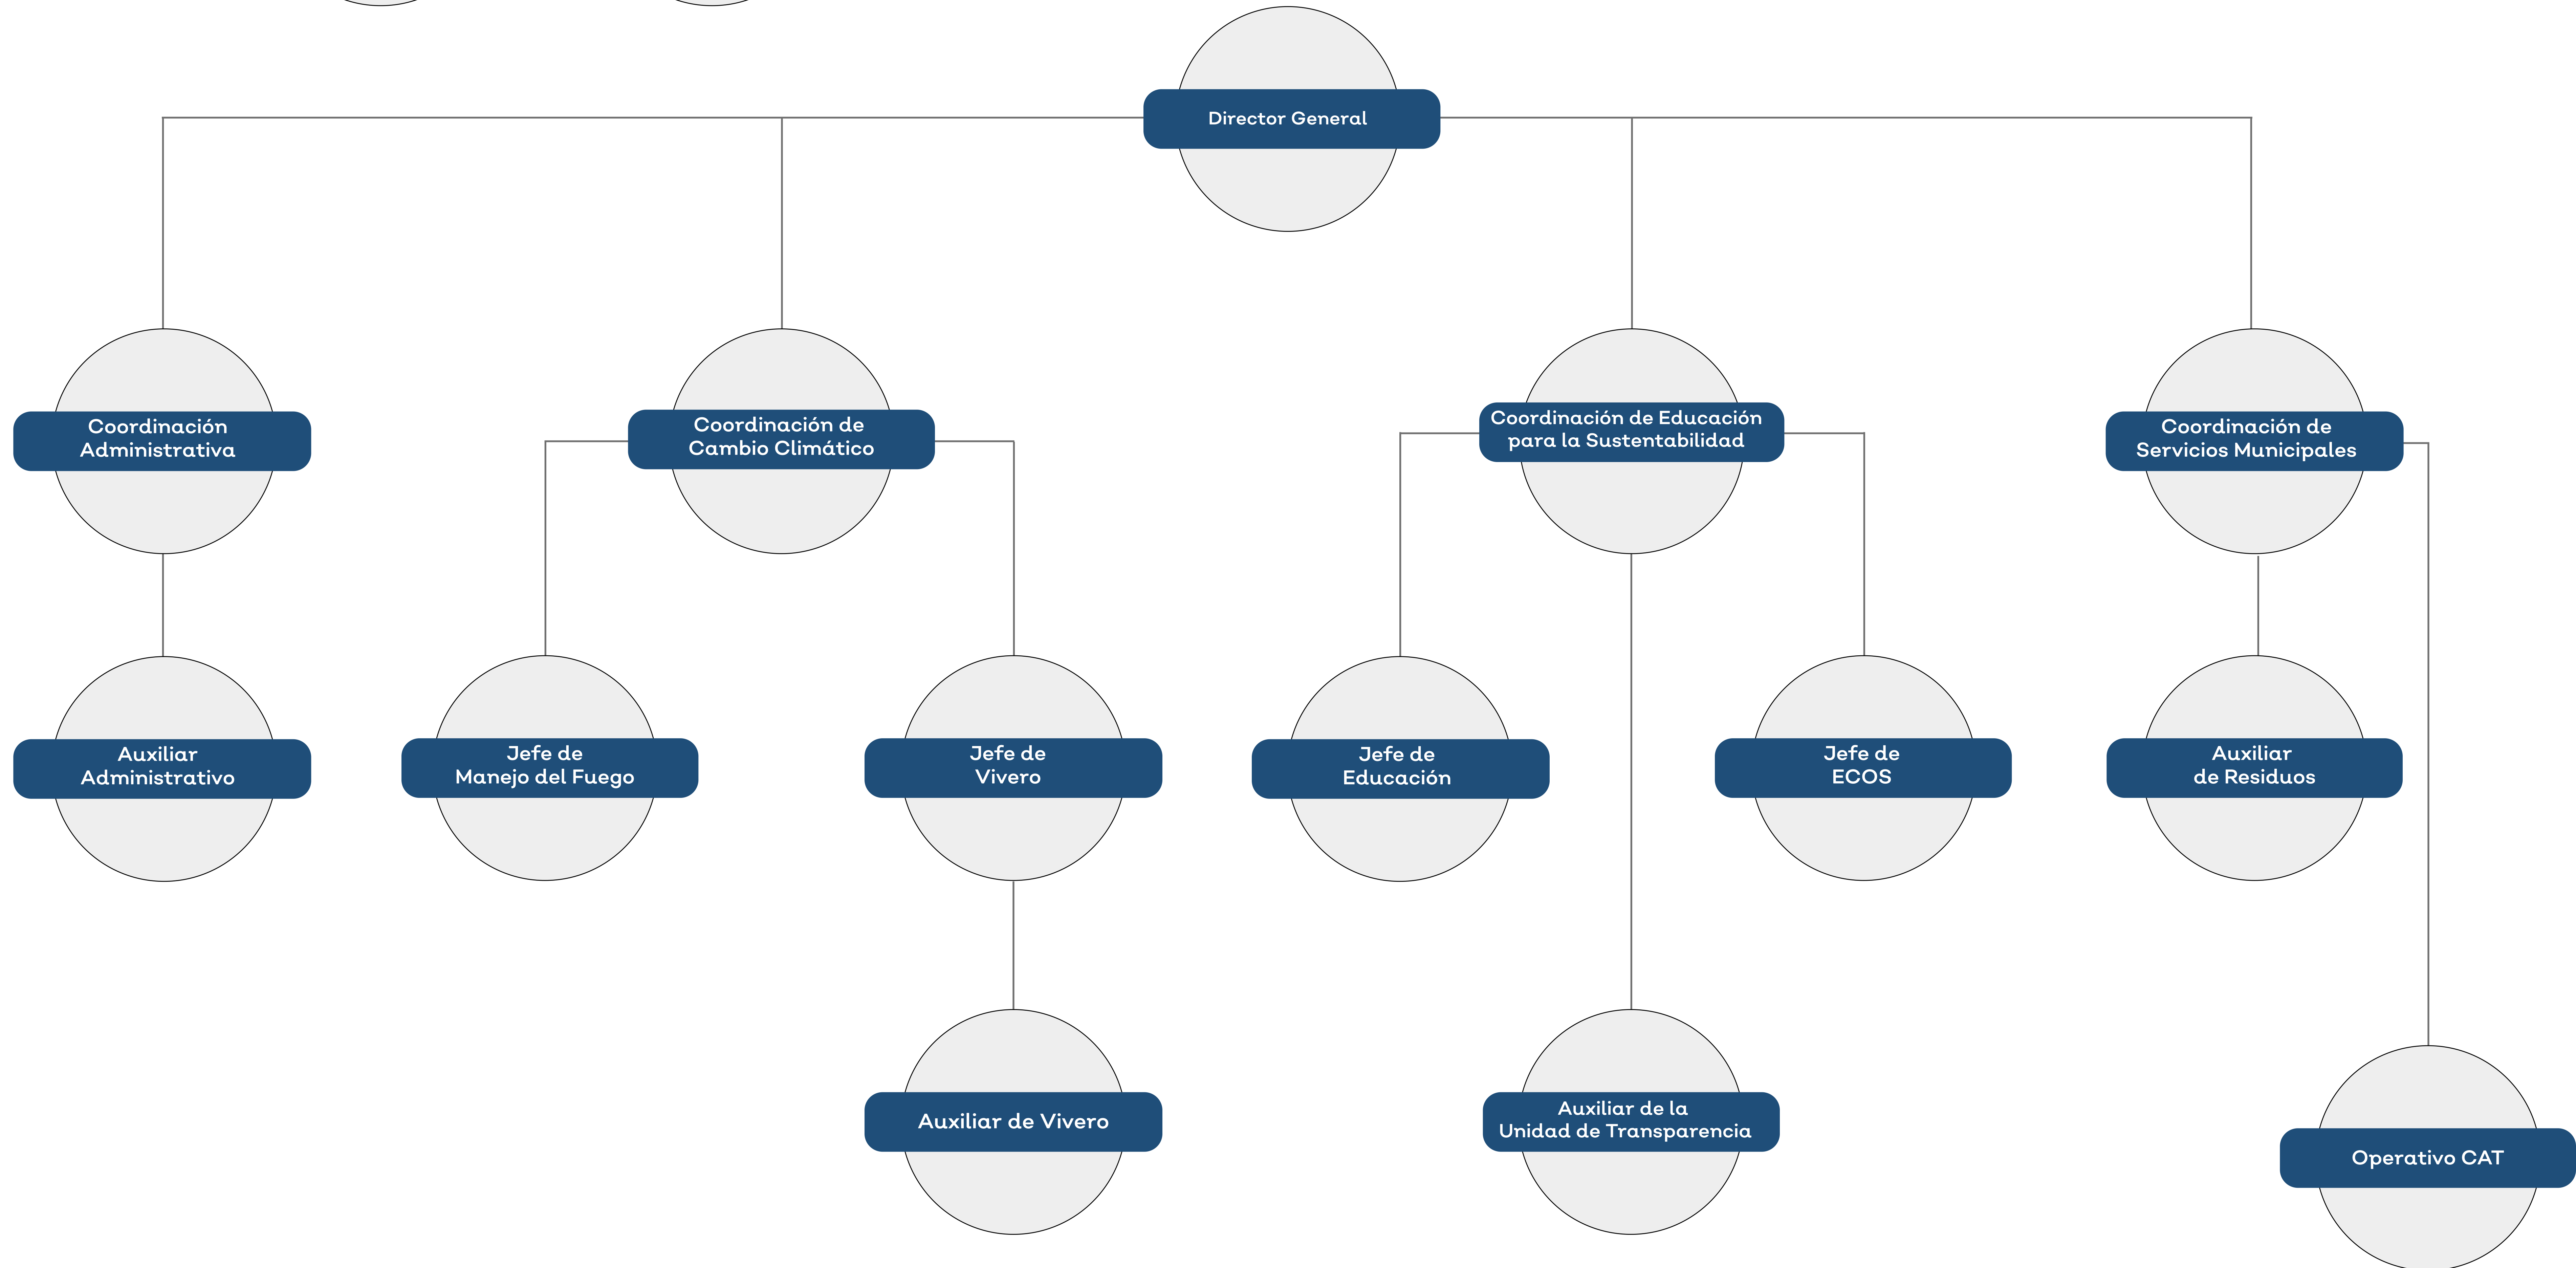 Director General
Coordinación
Administrativa
Coordinación de
Cambio Climático
Coordinación de Educación
para la Sustentabilidad
Coordinación de
Servicios Municipales
Auxiliar
Administrativo
Jefe de
Manejo del Fuego
Jefe de
Vivero
Jefe de
Educación
Jefe de
ECOS
Auxiliar
de Residuos
Auxiliar de Vivero
Auxiliar de la
Unidad de Transparencia
Operativo CAT